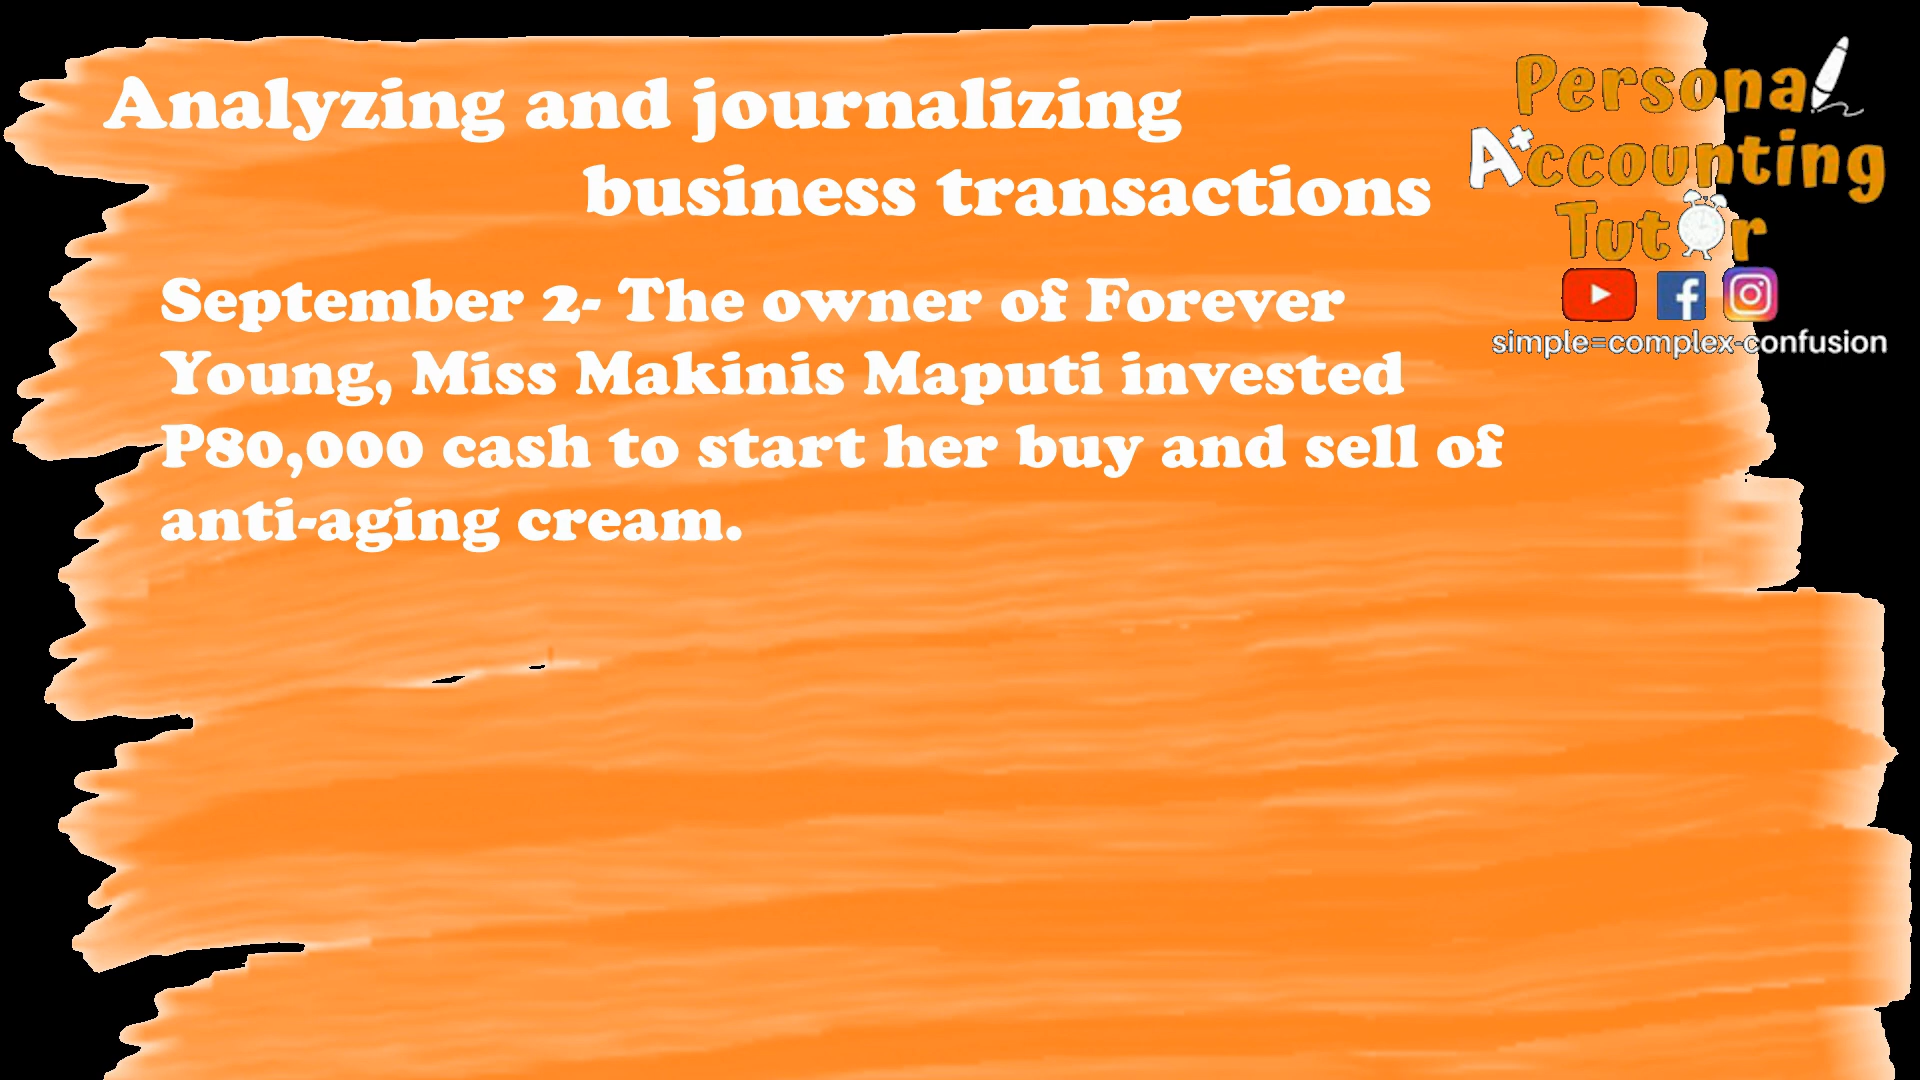 Analyzing and journalizing
business transactions
September 2- The owner of Forever
Young, Miss Makinis Maputi invested
P80,000 cash to start her buy and sell of
anti-aging cream.
Personal
A+ccounting
Tutor
simple=complex-confusion